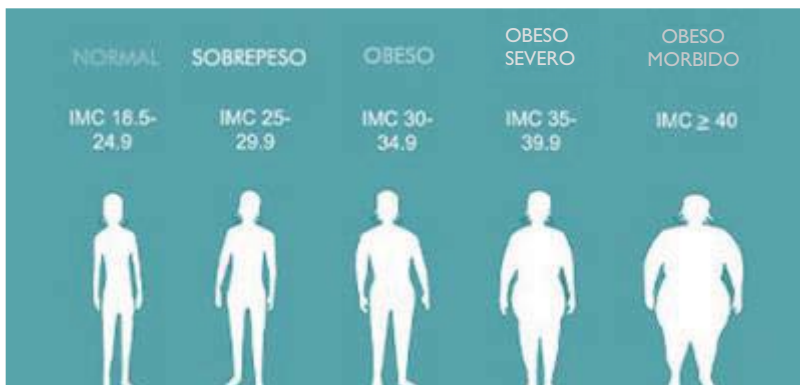 NORMAL
IMC 18.5-
24.9
SOBREPESO
IMC 25-
29.9
OBESO
IMC 30-
34.9
OBESO
SEVERO
IMC 35-
39.9
OBESO
MORBIDO
IMC ≥ 40